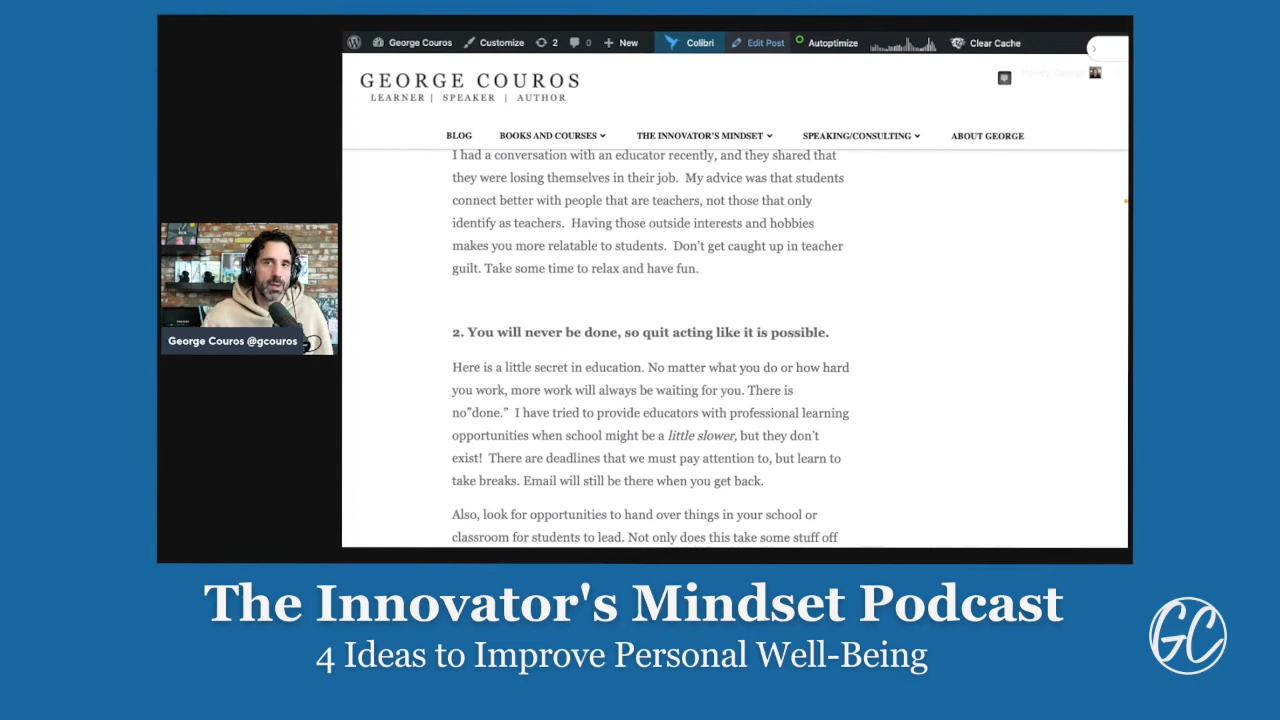 George Couros
Customize
2
0
New
Colibri
Edit Post
Autoptimize
Clear Cache
GEORGE COUROS
LEARNER | SPEAKER | AUTHOR
BLOG
BOOKS AND COURSES
THE INNOVATOR'S MINDSET
SPEAKING/CONSULTING
ABOUT GEORGE
I had a conversation with an educator recently, and they shared that
they were losing themselves in their job. My advice was that students
connect better with people that are teachers, not those that only
identify as teachers. Having those outside interests and hobbies
makes you more relatable to students. Don't get caught up in teacher
guilt. Take some time to relax and have fun.
2. You will never be done, so quit acting like it is possible.
Here is a little secret in education. No matter what you do or how hard
you work, more work will always be waiting for you. There is
no"done." I have tried to provide educators with professional learning
opportunities when school might be a little slower, but they don't
exist! There are deadlines that we must pay attention to, but learn to
take breaks. Email will still be there when you get back.
Also, look for opportunities to hand over things in your school or
classroom for students to lead. Not only does this take some stuff off
George Couros @gcouros
The Innovator's Mindset Podcast
4 Ideas to Improve Personal Well-Being
GC